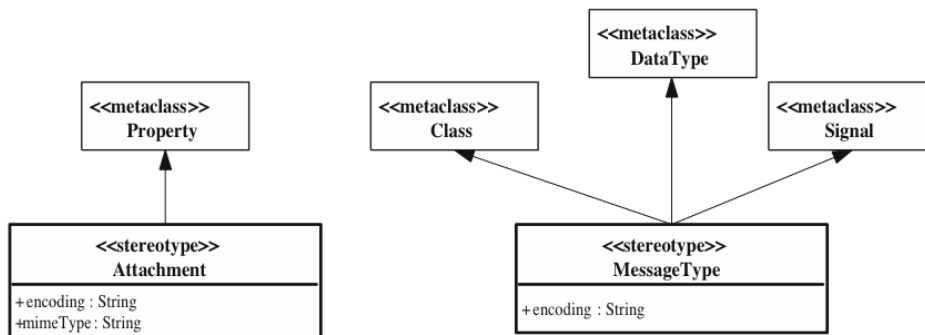 <<metaclass>>
Property
<<stereotype>>
Attachment
+encoding : String
+mimeType : String
<<metaclass>>
Class
<<metaclass>>
DataType
<<metaclass>>
Signal
<<stereotype>>
MessageType
+ encoding : String